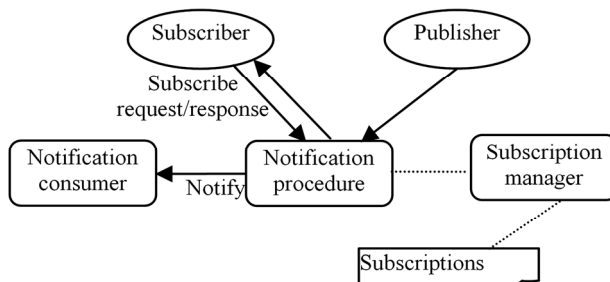 Subscriber
Publisher
Subscribe
request/response
Notification
consumer
Notify
Notification
procedure
Subscription
manager
Subscriptions